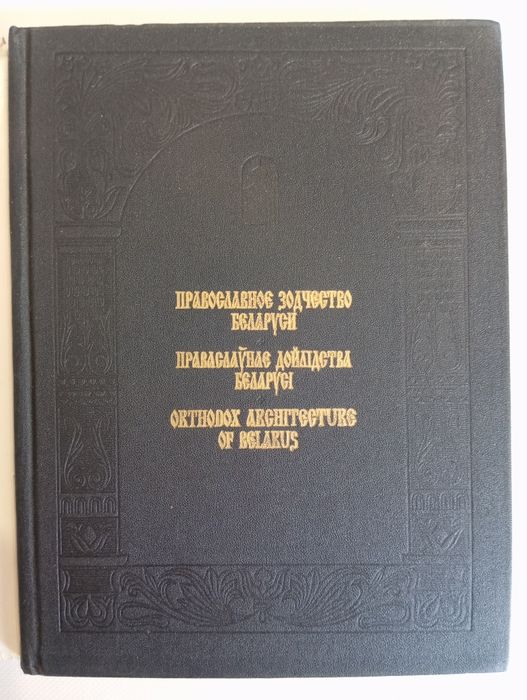 ПРАВОСЛАВНОЕ ЗОДЧЕСТВО
БЕЛАРУСИ
ПРАВАСЛАЎНАЕ ДОЙЛІДСТВА
БЕЛАРУСІ
ORTHODOX ARCHITECTURE
OF BELARUS